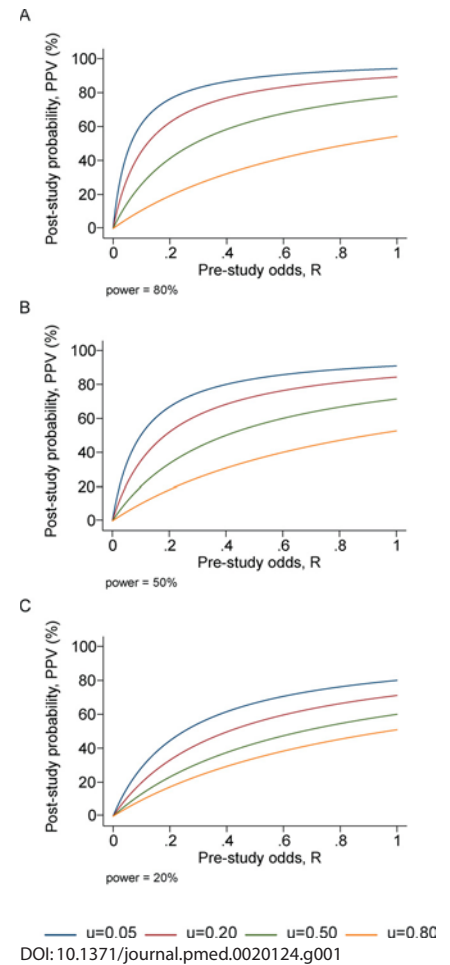 A
Post-study probability, PPV (%)
100
80
60
40
20
0
0 .2 .4 .6 .8 1
Pre-study odds, R
power = 80%
B
Post-study probability, PPV (%)
100
80
60
40
20
0
0 .2 .4 .6 .8 1
Pre-study odds, R
power = 50%
C
Post-study probability, PPV (%)
100
80
60
40
20
0
0 .2 .4 .6 .8 1
Pre-study odds, R
power = 20%
u=0.05 u=0.20 u=0.50 u=0.80
DOI: 10.1371/journal.pmed.0020124.g001